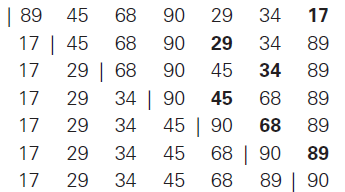 | 89 45 68 90 29 34 17
17 | 45 68 90 29 34 89
17 29 | 68 90 45 34 89
17 29 34 | 90 45 68 89
17 29 34 45 | 90 68 89
17 29 34 45 68 | 90 89
17 29 34 45 68 89 | 90